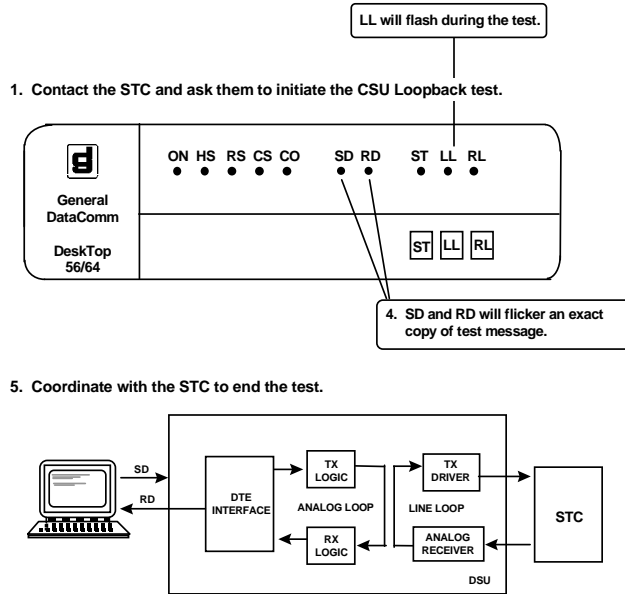 LL will flash during the test.
1. Contact the STC and ask them to initiate the CSU Loopback test.
ON HS RS CS CO SD RD ST LL RL
General
DataComm
DeskTop
56/64
ST LL RL
4. SD and RD will flicker an exact
copy of test message.
5. Coordinate with the STC to end the test.
SD
RD
DTE
INTERFACE
TX
LOGIC
ANALOG LOOP
RX
LOGIC
TX
DRIVER
LINE LOOP
ANALOG
RECEIVER
DSU
STC